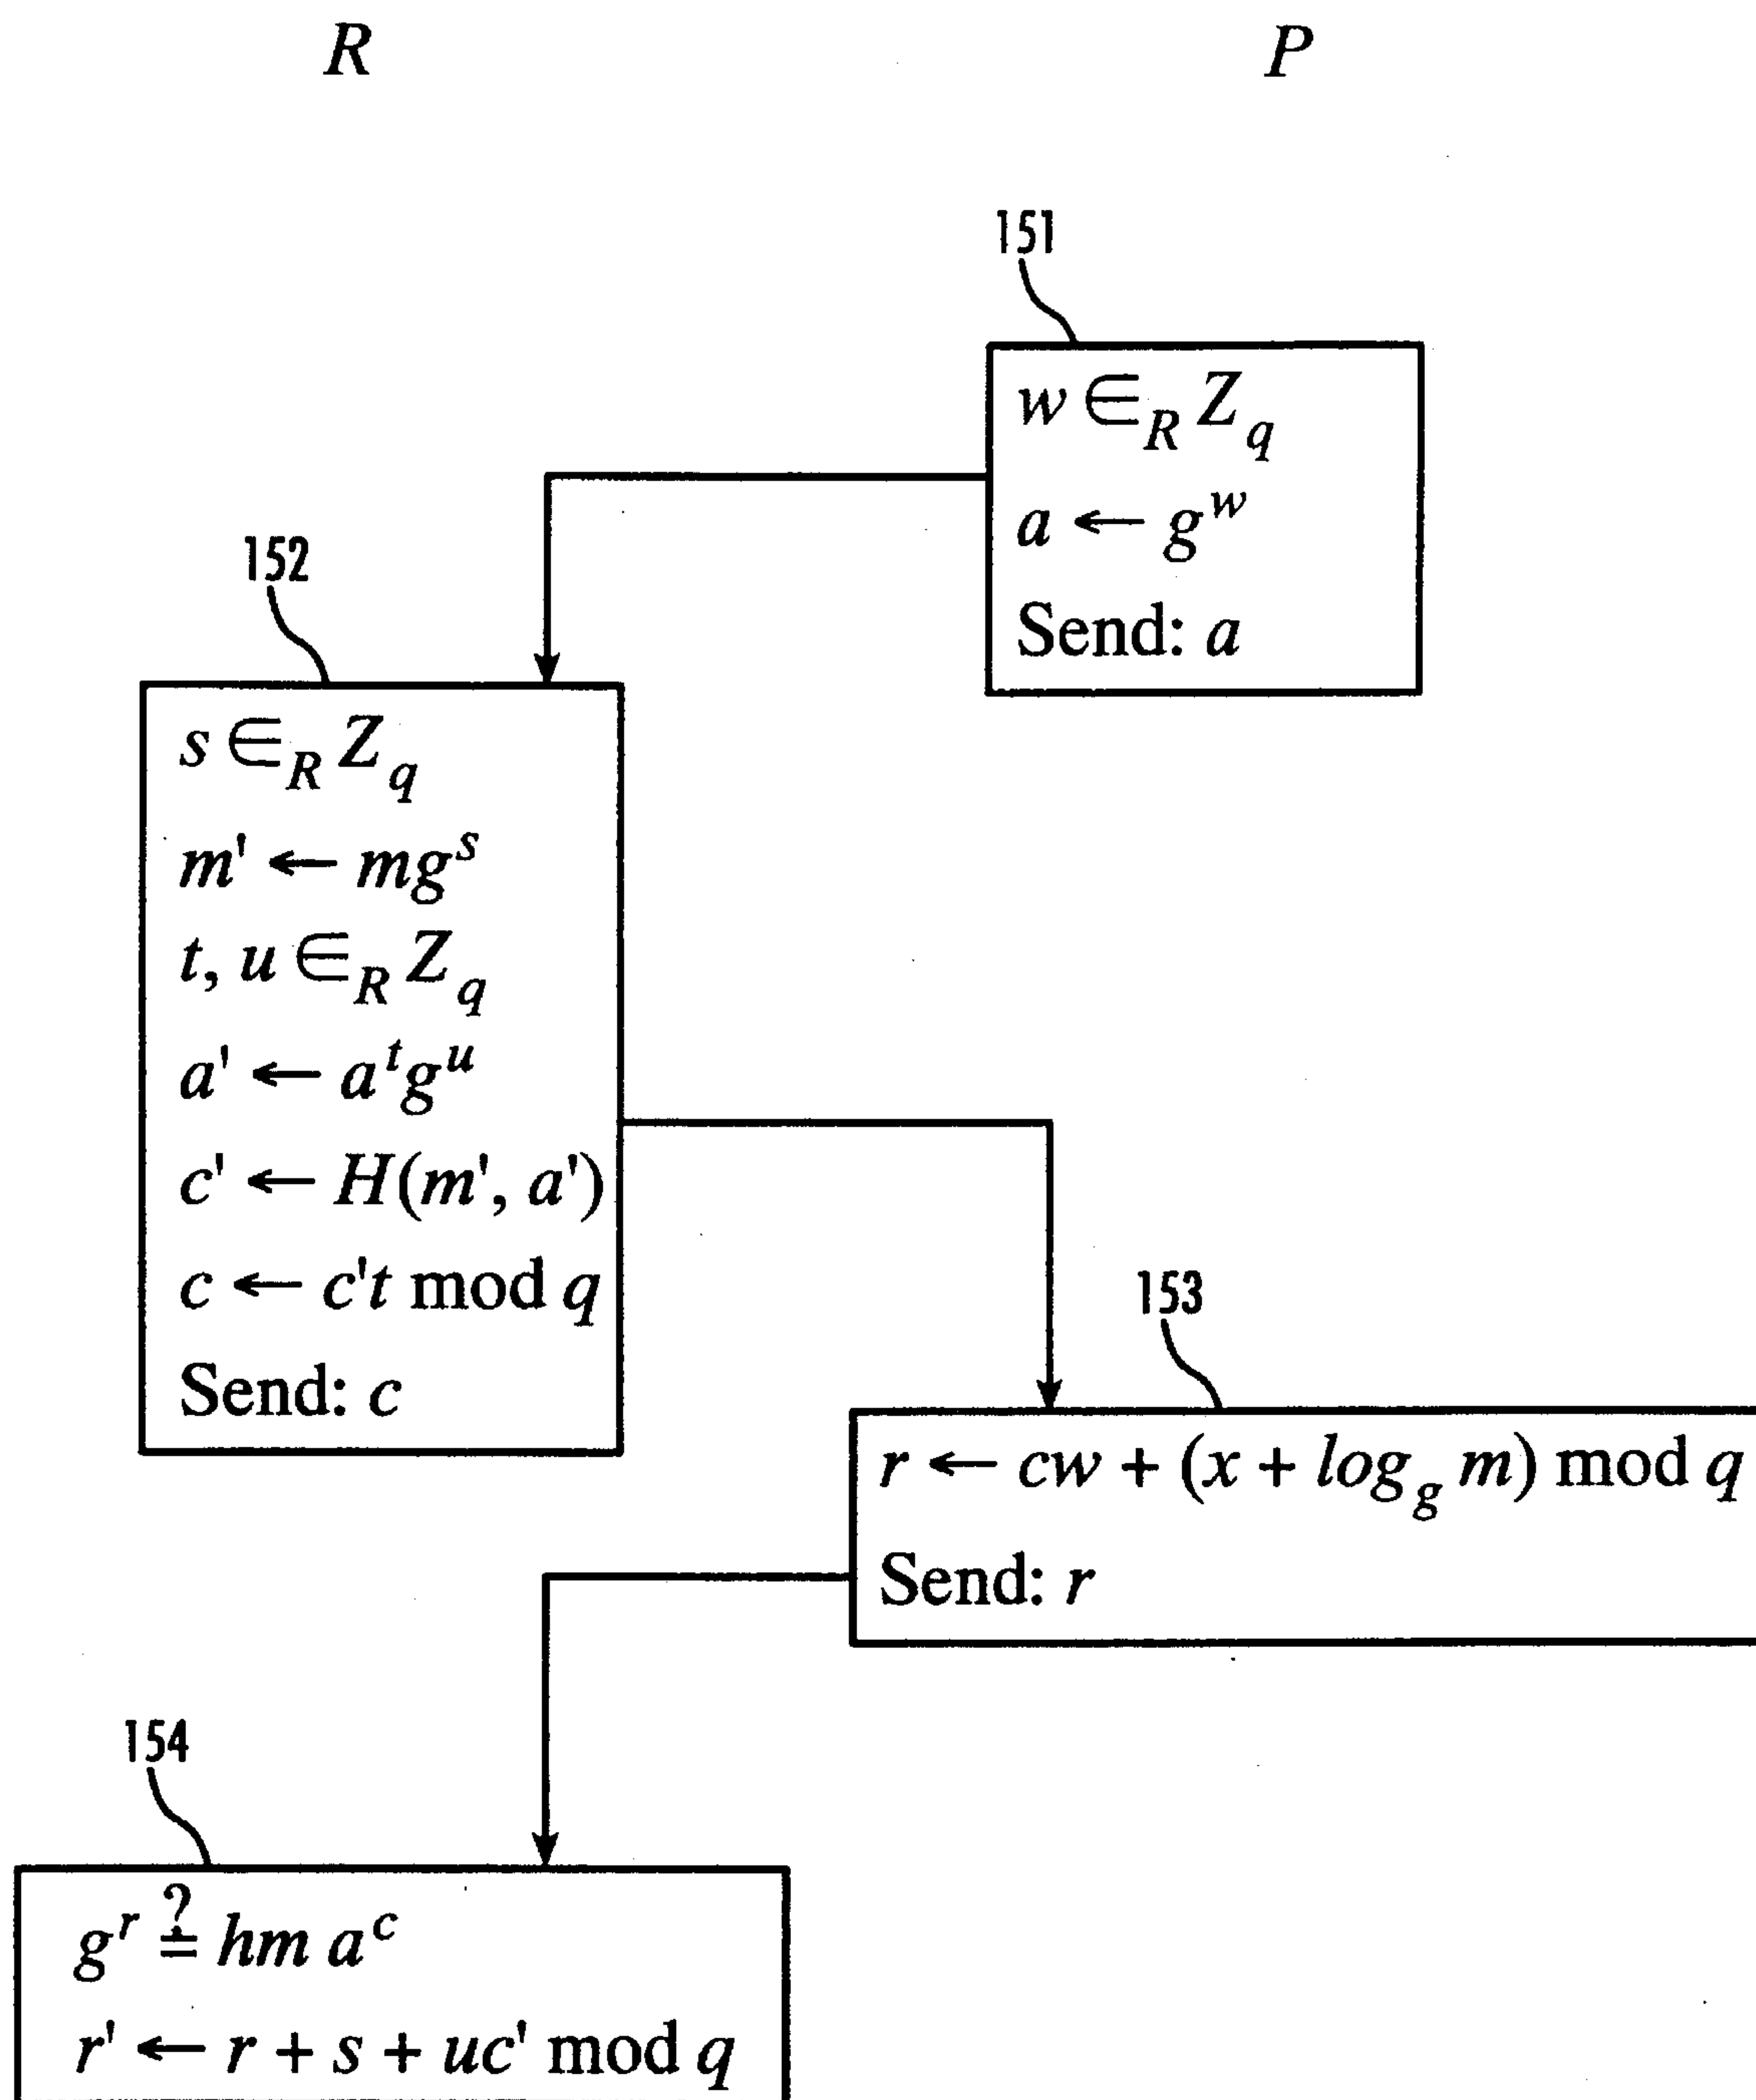 R P
151
w ∈_R Z_q
a ← g^w
Send: a
152
s ∈_R Z_q
m' ← mg^s
t, u ∈_R Z_q
a' ← a^t g^u
c' ← H(m', a')
c ← c't mod q
Send: c
153
r ← cw + (x + log_g m) mod q
Send: r
154
g^r ≟ hm a^c
r' ← r + s + uc' mod q